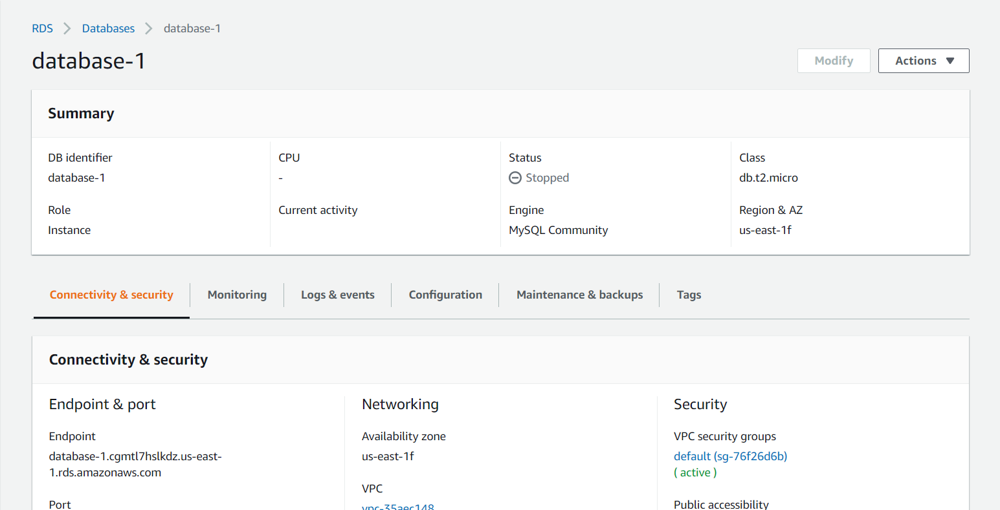 RDS Databases database-1
database-1
Modify
Actions
Summary
DB identifier
database-1
CPU
-
Status
Stopped
Class
db.t2.micro
Role
Instance
Current activity
Engine
MySQL Community
Region & AZ
us-east-1f
Connectivity & security
Monitoring
Logs & events
Configuration
Maintenance & backups
Tags
Connectivity & security
Endpoint & port
Endpoint
database-1.cgmtl7hslkdz.us-east-
1.rds.amazonaws.com
Port
Networking
Availability zone
us-east-1f
VPC
vpc-35aec148
Security
VPC security groups
default (sg-76f26d6b)
( active )
Public accessibility